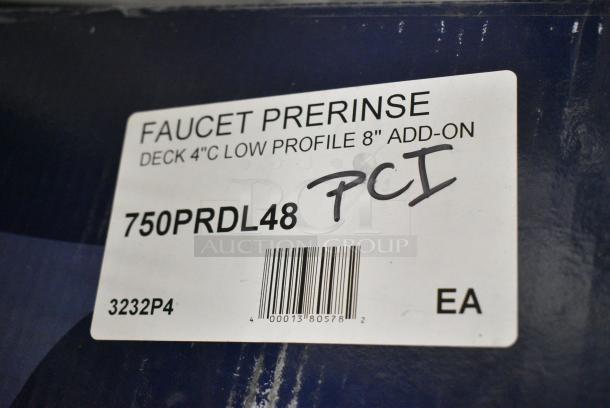 FAUCET PRERINSE
DECK 4"C LOW PROFILE 8" ADD-ON
PCI
750PRDL48
PCI
AUCTION GROUP
3232P4
4 00013 80578 2
EA